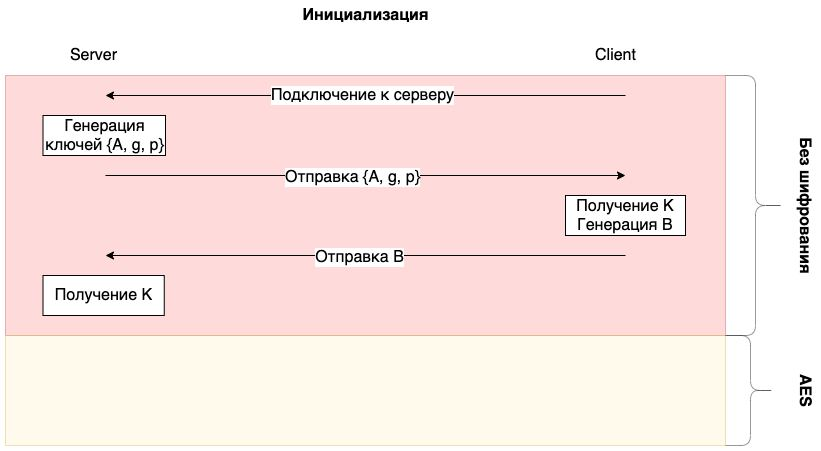 Инициализация
Server
Client
Подключение к серверу
Генерация
ключей {A, g, p}
Отправка {A, g, p}
Получение K
Генерация B
Отправка B
Получение K
Без шифрования
AES